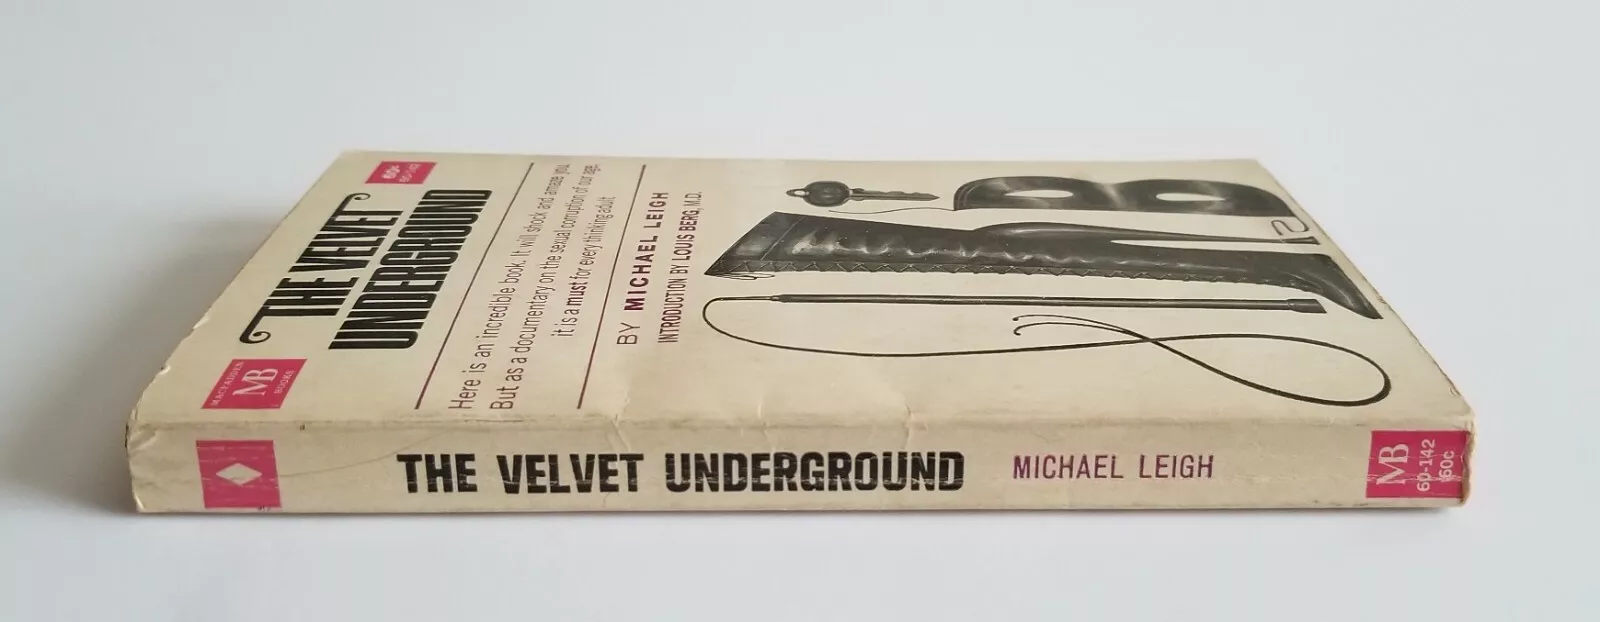 60c
60-142
THE VELVET
UNDERGROUND
Here is an incredible book. It will shock and amaze you.
But as a documentary on the sexual corruption of our age,
it is a must for every thinking adult
BY MICHAEL LEIGH
INTRODUCTION BY LOUIS BERG, M.D.
MACFADDEN
MB
BOOKS
THE VELVET UNDERGROUND
MICHAEL LEIGH
MB
60-142
60c